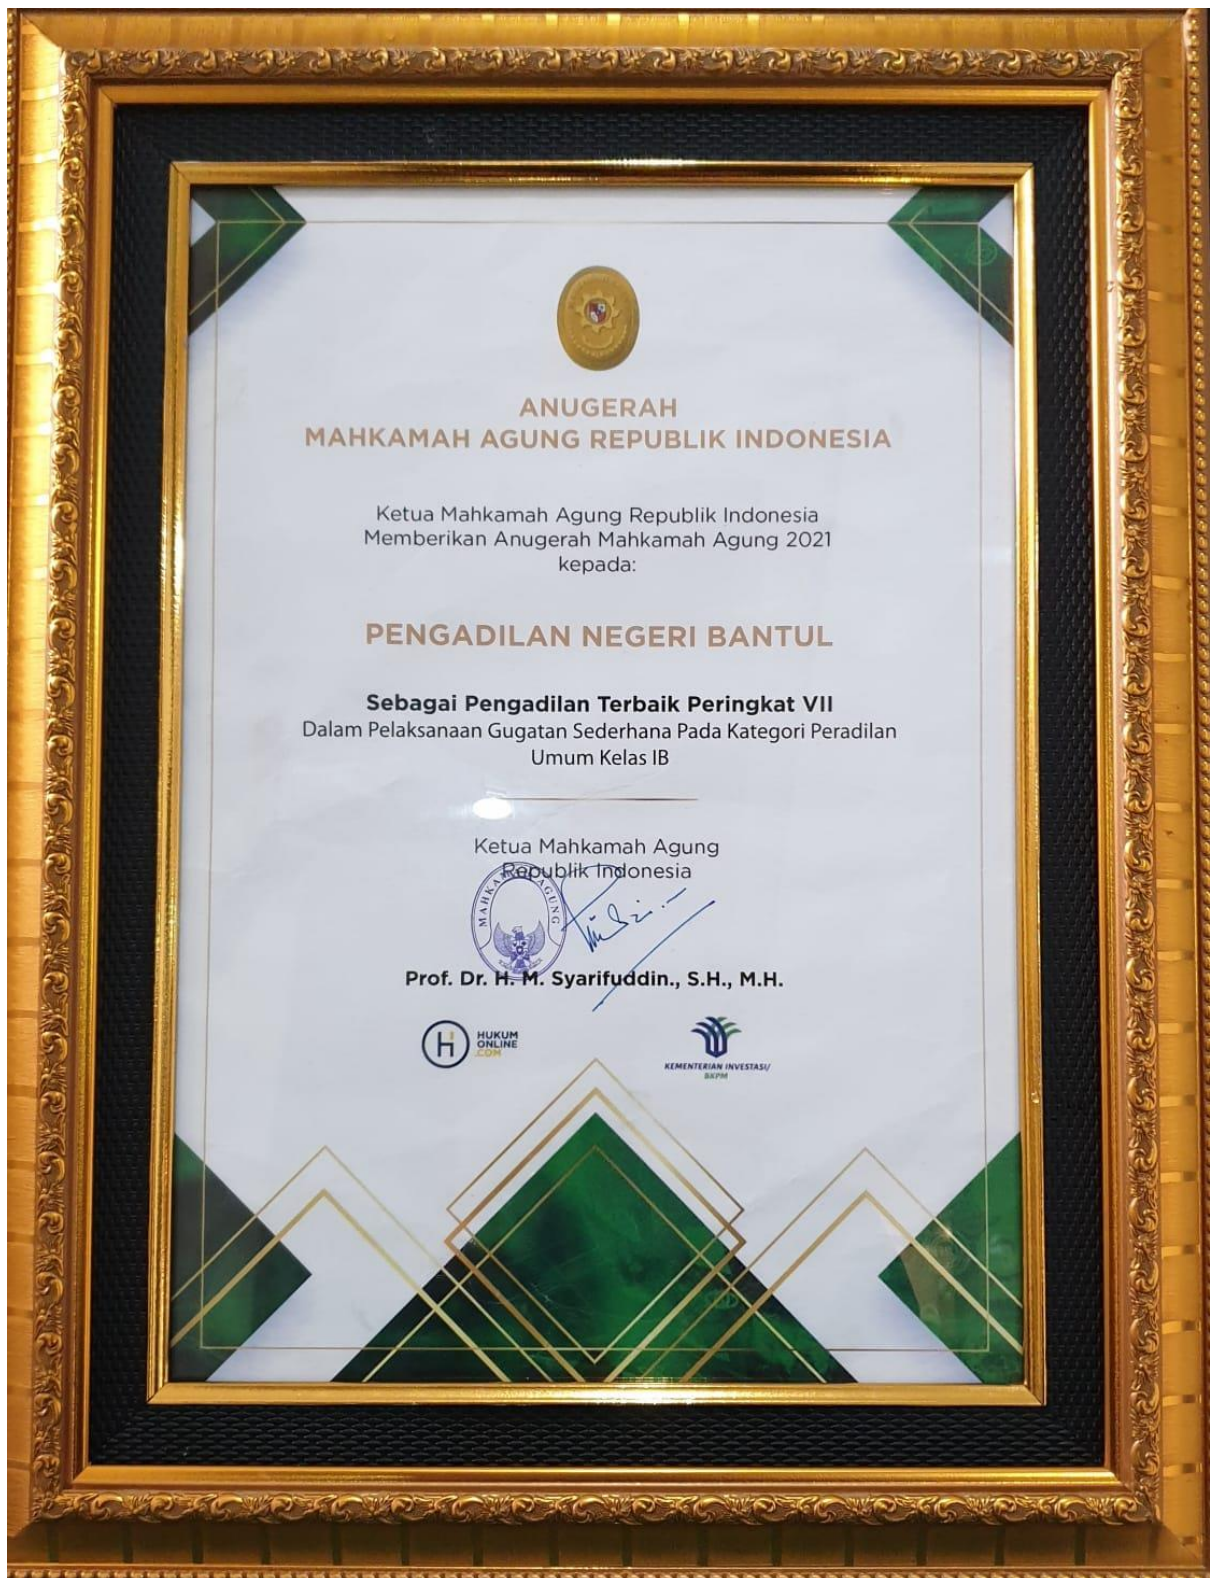 ANUGERAH
MAHKAMAH AGUNG REPUBLIK INDONESIA
Ketua Mahkamah Agung Republik Indonesia
Memberikan Anugerah Mahkamah Agung 2021
kepada:
PENGADILAN NEGERI BANTUL
Sebagai Pengadilan Terbaik Peringkat VII
Dalam Pelaksanaan Gugatan Sederhana Pada Kategori Peradilan
Umum Kelas IB
Ketua Mahkamah Agung
Republik Indonesia
MAHKAMAH AGUNG
Prof. Dr. H. M. Syarifuddin., S.H., M.H.
H
HUKUM
ONLINE
.COM
KEMENTERIAN INVESTASI/
BKPM